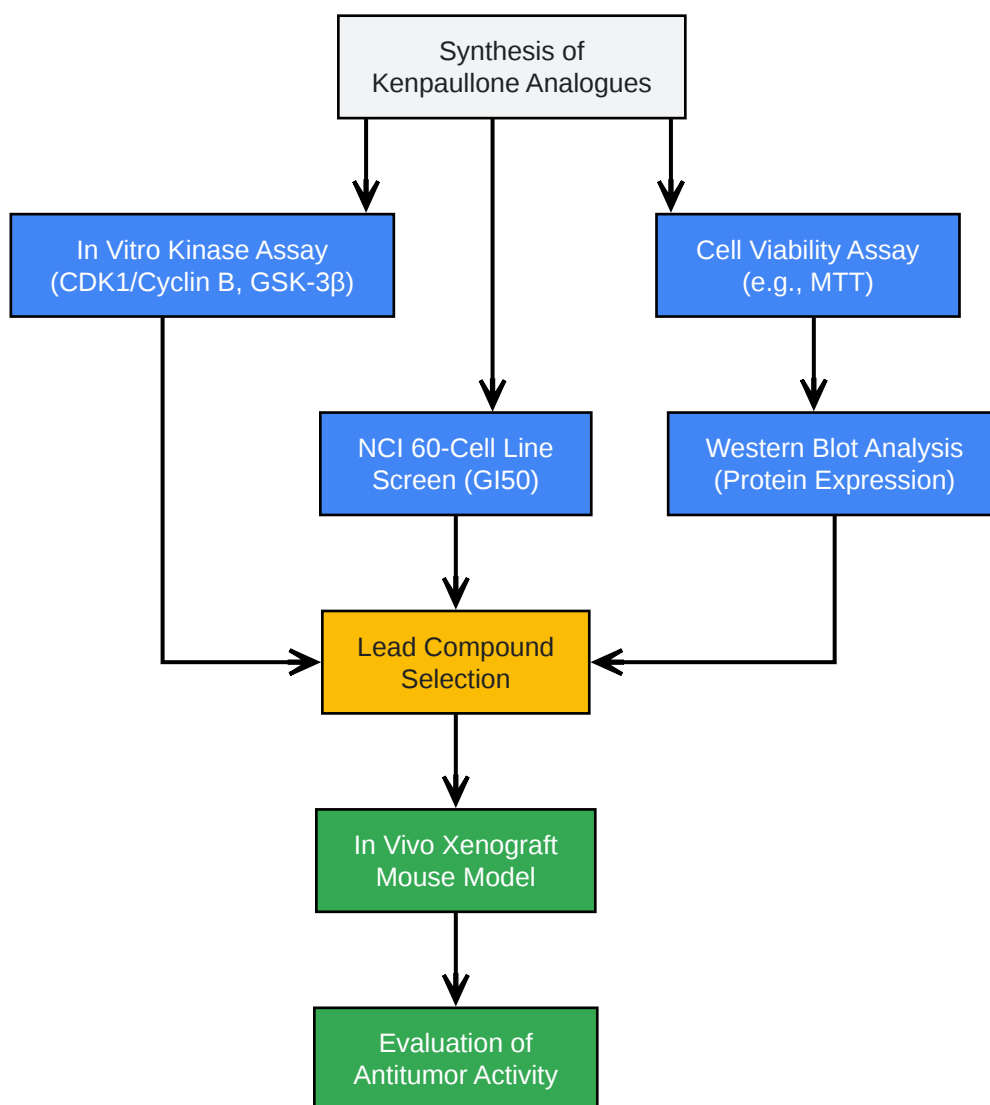 Synthesis of
Kenpaullone Analogues
In Vitro Kinase Assay
(CDK1/Cyclin B, GSK-3β)
Cell Viability Assay
(e.g., MTT)
NCI 60-Cell Line
Screen (GI50)
Western Blot Analysis
(Protein Expression)
Lead Compound
Selection
In Vivo Xenograft
Mouse Model
Evaluation of
Antitumor Activity